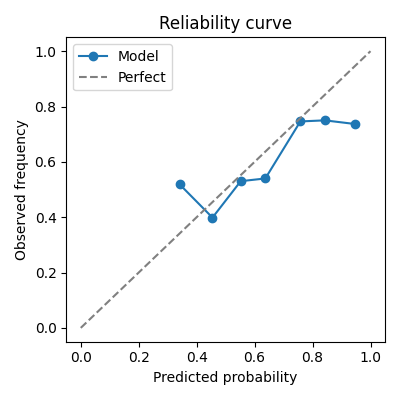 Reliability curve
Model
Perfect
1.0
0.8
0.6
0.4
0.2
0.0
Observed frequency
0.0 0.2 0.4 0.6 0.8 1.0
Predicted probability